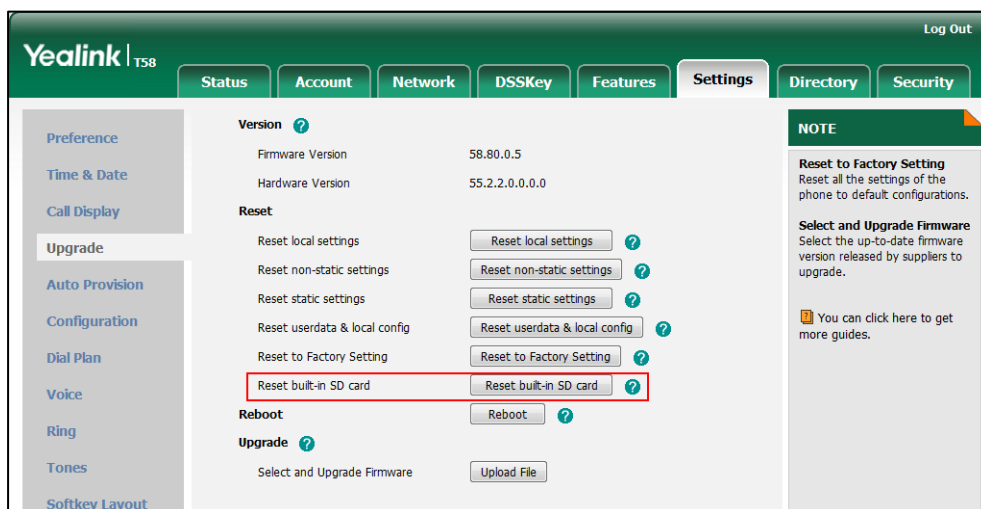 Log Out
Yealink | T58
Status Account Network DSSKey Features Settings Directory Security
Preference
Time & Date
Call Display
Upgrade
Auto Provision
Configuration
Dial Plan
Voice
Ring
Tones
Softkey Layout
Version ?
Firmware Version 58.80.0.5
Hardware Version 55.2.2.0.0.0.0
Reset
Reset local settings Reset local settings ?
Reset non-static settings Reset non-static settings ?
Reset static settings Reset static settings ?
Reset userdata & local config Reset userdata & local config ?
Reset to Factory Setting Reset to Factory Setting ?
Reset built-in SD card Reset built-in SD card ?
Reboot Reboot ?
Upgrade ?
Select and Upgrade Firmware Upload File
NOTE
Reset to Factory Setting
Reset all the settings of the
phone to default configurations.
Select and Upgrade Firmware
Select the up-to-date firmware
version released by suppliers to
upgrade.
? You can click here to get
more guides.